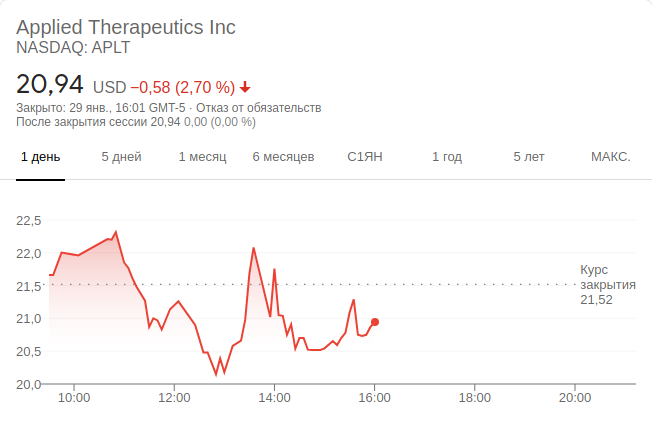 Applied Therapeutics Inc
NASDAQ: APLT
20,94 USD −0,58 (2,70 %)
Закрыто: 29 янв., 16:01 GMT-5 · Отказ от обязательств
После закрытия сессии 20,94 0,00 (0,00 %)
1 день 5 дней 1 месяц 6 месяцев С1ЯН 1 год 5 лет МАКС.
22,5
22,0
21,5
21,0
20,5
20,0
Курс
закрытия
21,52
10:00 12:00 14:00 16:00 18:00 20:00